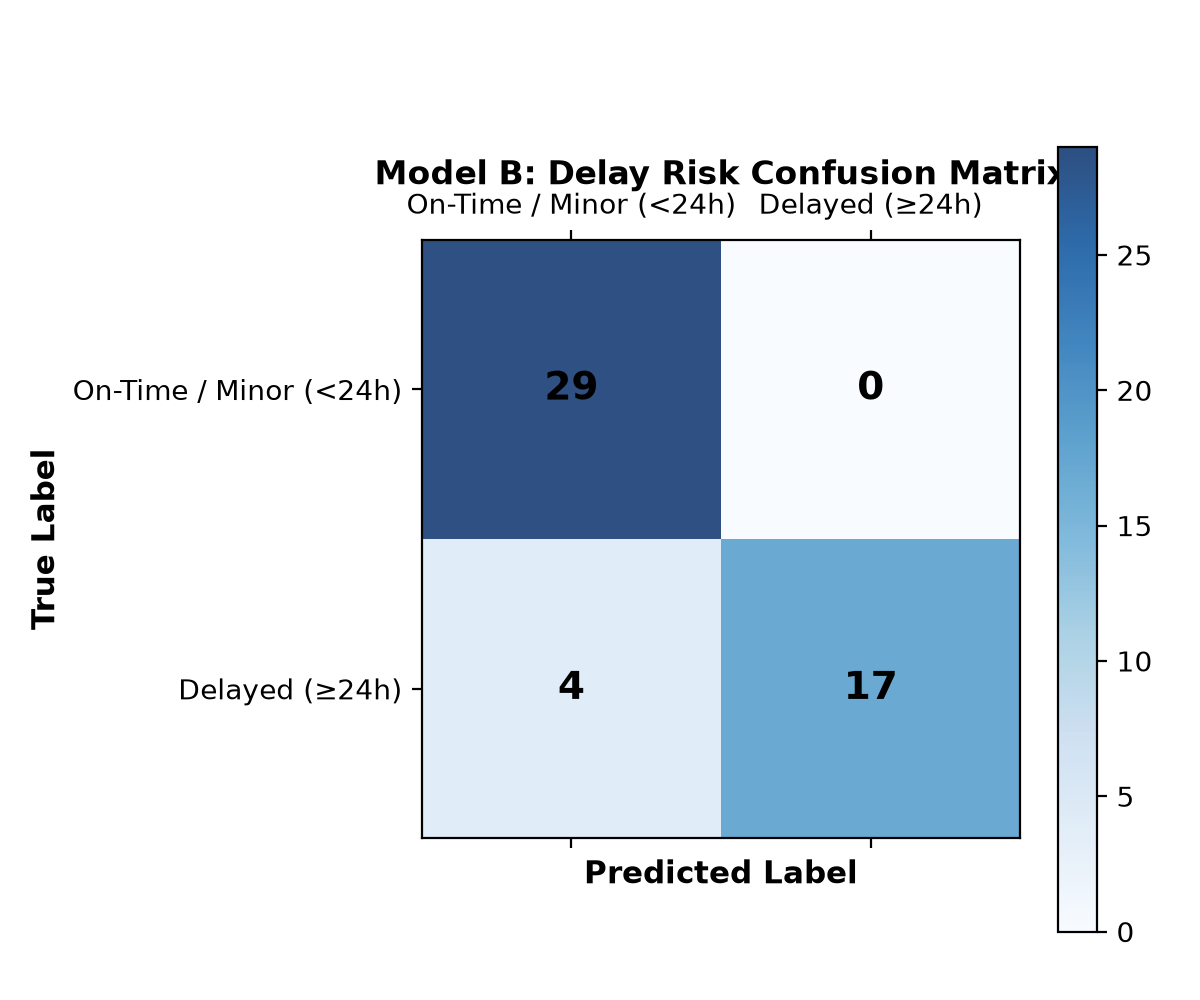 Model B: Delay Risk Confusion Matrix
On-Time / Minor (<24h) Delayed (≥24h)
25
On-Time / Minor (<24h) 29 0
20
15
True Label
10
Delayed (≥24h) 4 17
5
Predicted Label
0